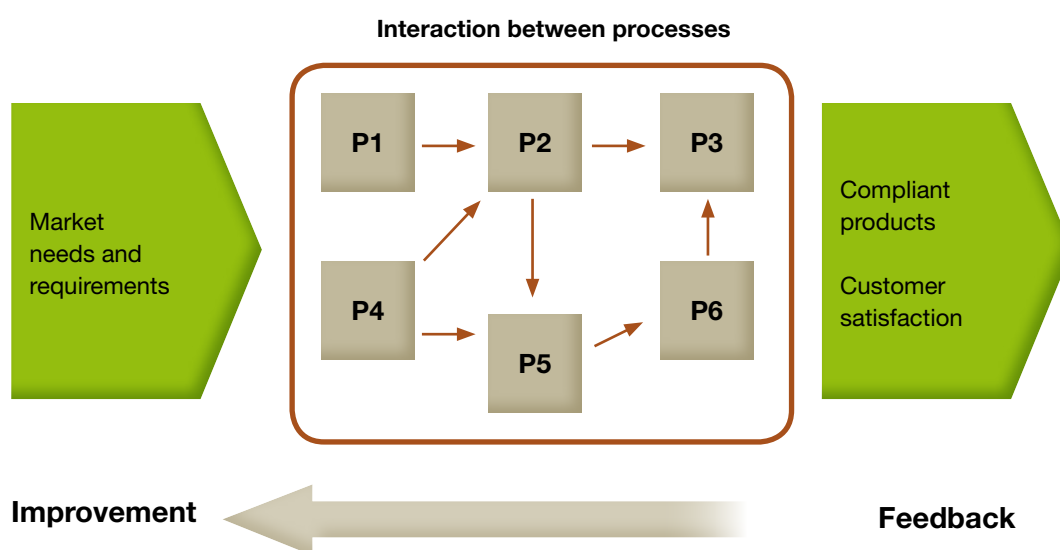 Interaction between processes
P1
P2
P3
Market
needs and
requirements
P4
P5
P6
Compliant
products
Customer
satisfaction
Improvement
Feedback